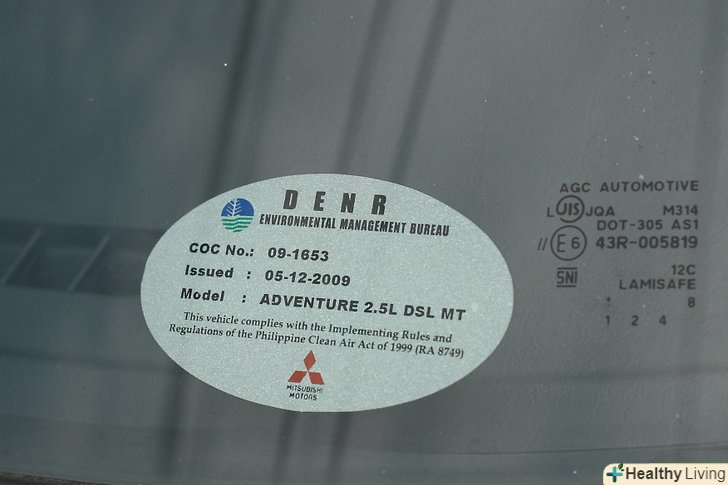 DENR
ENVIRONMENTAL MANAGEMENT BUREAU
COC No.: 09-1653
Issued : 05-12-2009
Model : ADVENTURE 2.5L DSL MT
This vehicle complies with the Implementing Rules and
Regulations of the Philippine Clean Air Act of 1999 (RA 8749)
MITSUBISHI
MOTORS
AGC AUTOMOTIVE
L JIS JQA M314
DOT-305 AS1
// E6 43R-005819
SNI 12C
LAMISAFE
1 8
1 2 4
Healthy Living